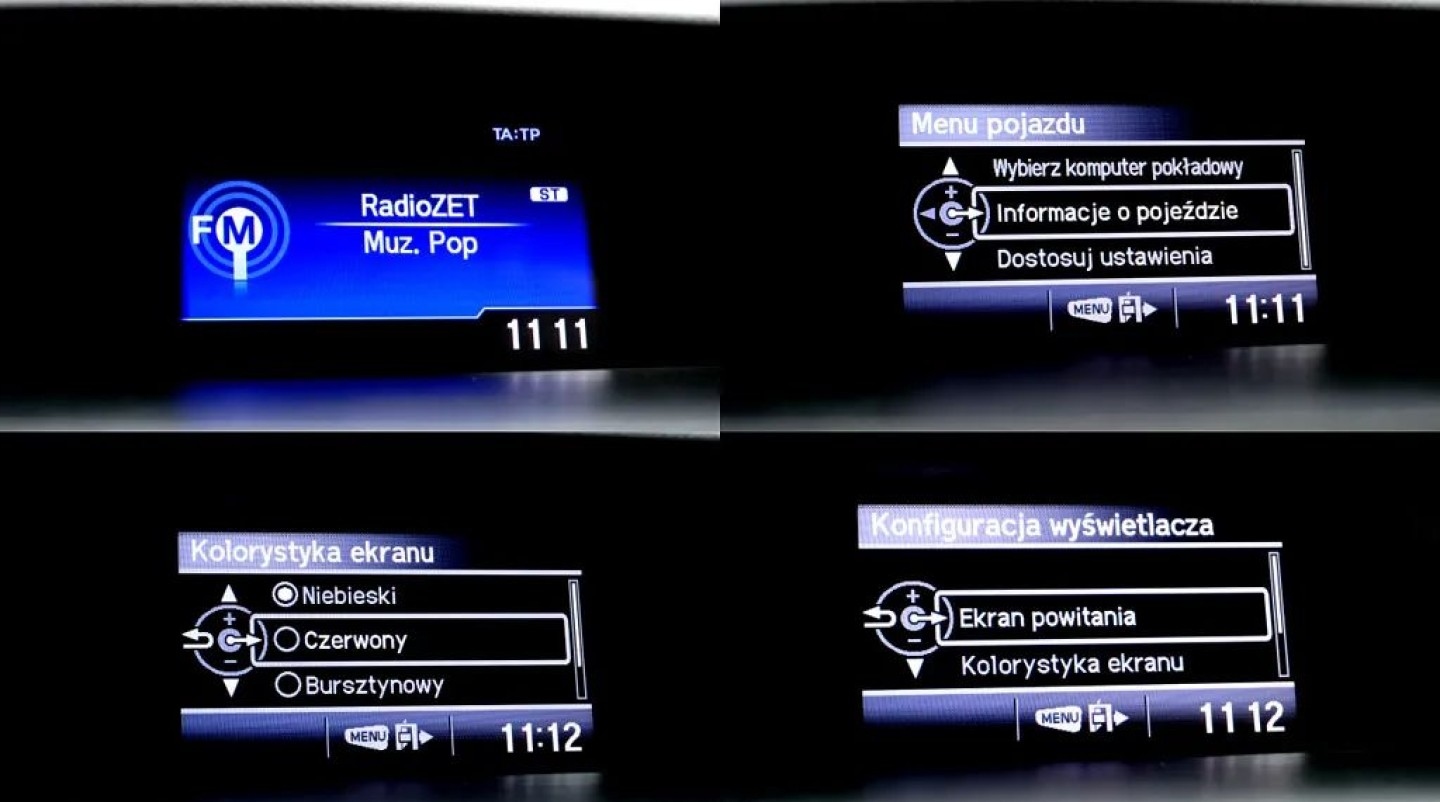 TA:TP
FM
RadioZET
ST
Muz. Pop
11 11
Menu pojazdu
Wybierz komputer pokładowy
+
Informacje o pojeździe
-
Dostosuj ustawienia
MENU
11:11
Kolorystyka ekranu
Niebieski
+
Czerwony
-
Bursztynowy
MENU
11:12
Konfiguracja wyświetlacza
+
Ekran powitania
-
Kolorystyka ekranu
MENU
11 12